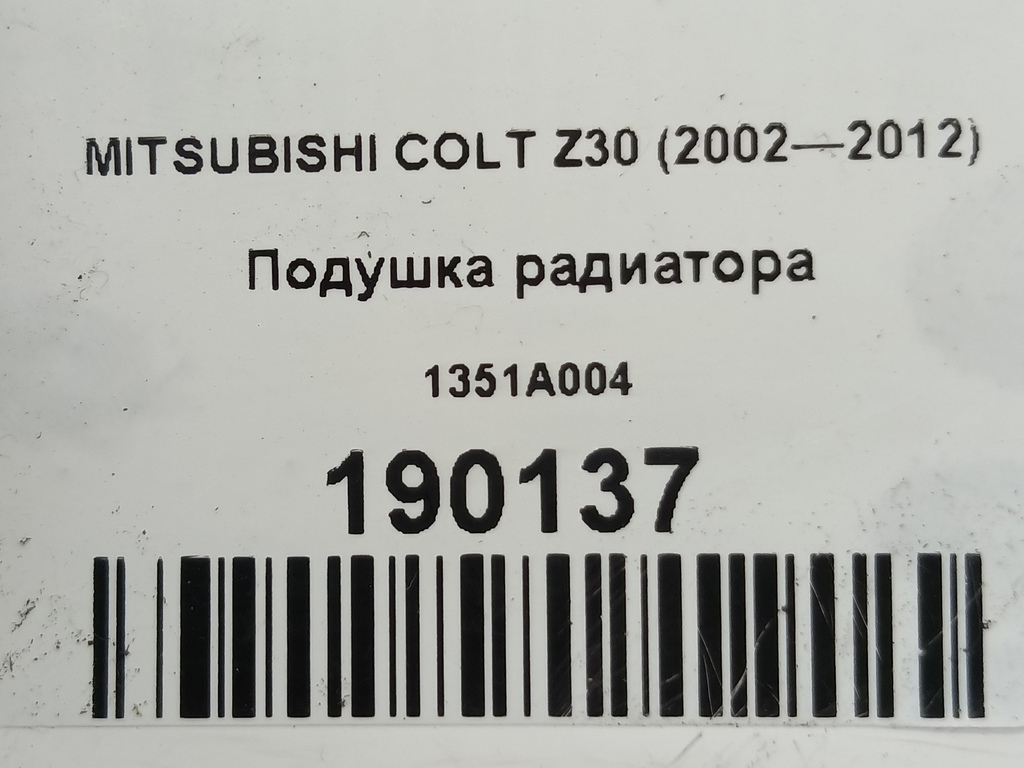 MITSUBISHI COLT Z30 (2002—2012)
Подушка радиатора
1351A004
190137